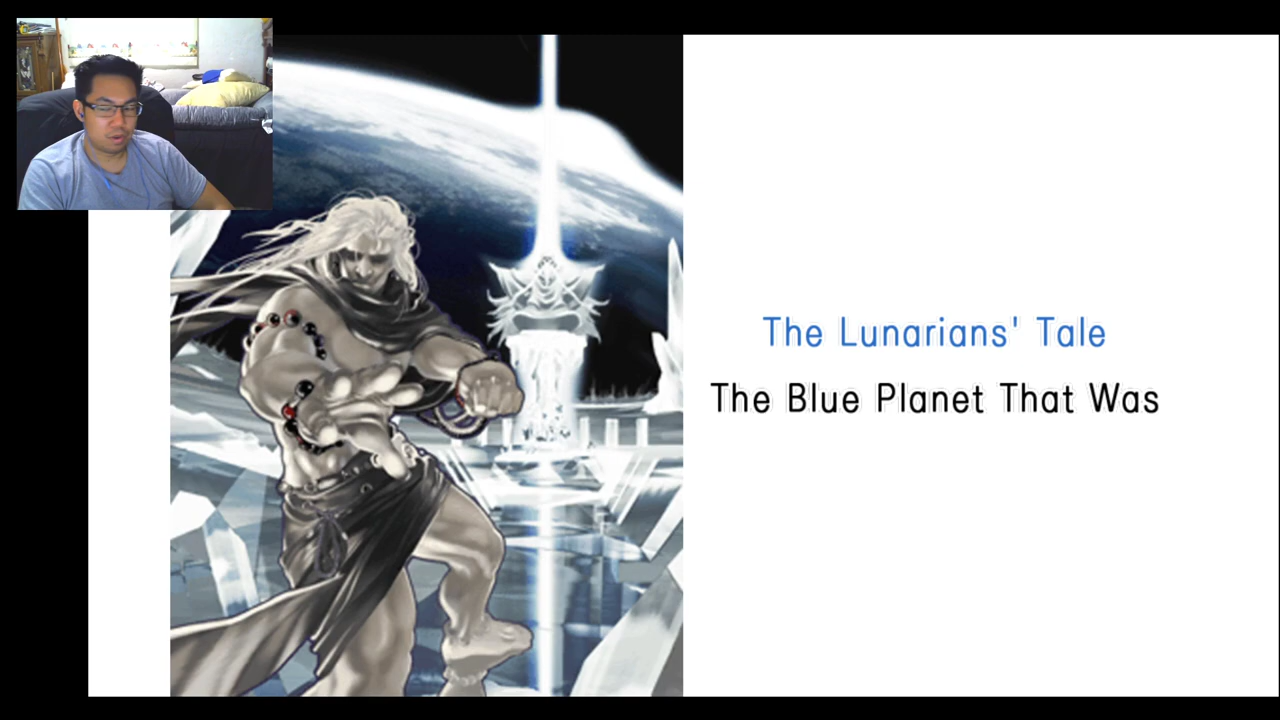 The Lunarians' Tale
The Blue Planet That Was